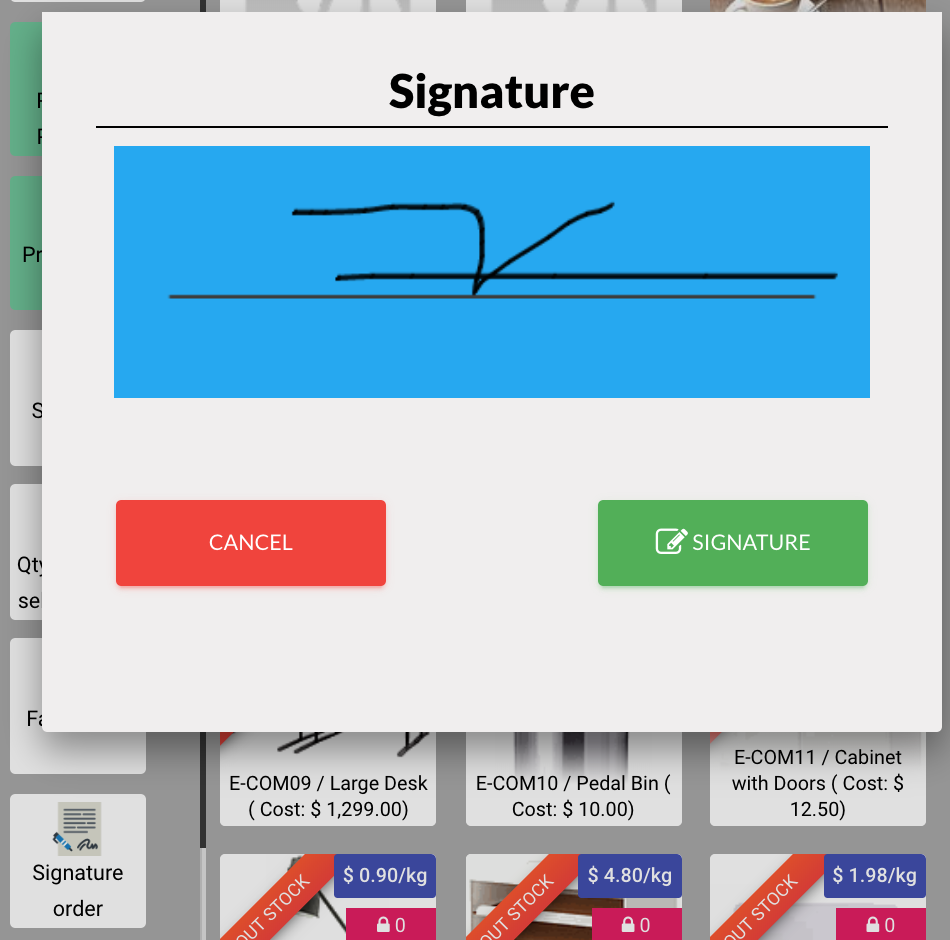 Signature
CANCEL
SIGNATURE
Signature
order
E-COM09 / Large Desk
( Cost: $ 1,299.00)
E-COM10 / Pedal Bin (
Cost: $ 10.00)
E-COM11 / Cabinet
with Doors ( Cost: $
12.50)
OUT STOCK
$ 0.90/kg
0
OUT STOCK
$ 4.80/kg
0
OUT STOCK
$ 1.98/kg
0